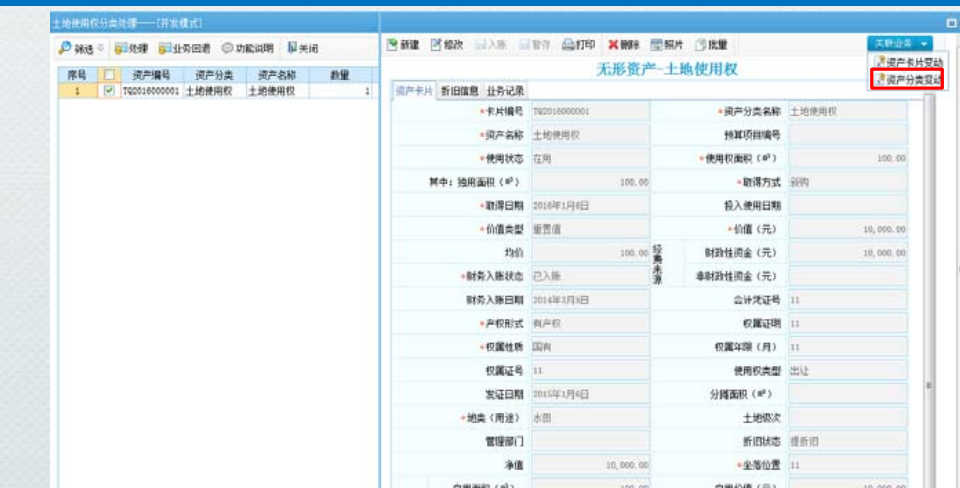 土地使用权分类处理——[开发模式]
筛选 处理 业务回退 功能说明 关闭
序号 资产编号 资产分类 资产名称 数量
1 TQ2016000001 土地使用权 土地使用权 1
新建 修改 入账 暂存 打印 删除 照片 批量 关联业务
资产卡片变动
资产分类变动
无形资产-土地使用权
资产卡片 折旧信息 业务记录
*卡片编号 TQ2016000001 *资产分类名称 土地使用权
*资产名称 土地使用权 预算项目编号
*使用状态 在用 *使用权面积（㎡） 100.00
其中：独用面积（㎡） 100.00 *取得方式 新购
*取得日期 2016年1月6日 投入使用日期
*价值类型 重置值 *价值（元） 10,000.00
均价 100.00 经费来源 财政性资金（元） 10,000.00
*财务入账状态 已入账 非财政性资金（元）
财务入账日期 会计凭证号 11
*产权形式 有产权 权属证明 11
*权属性质 国有 权属年限（月） 11
权属证号 11 使用权类型 出让
发证日期 2015年1月6日 分摊面积（㎡）
*地类（用途） 水田 土地级次
管理部门 折旧状态 提折旧
净值 10,000.00 *坐落位置 11
自用面积（㎡） 100.00 自用价值（元） 10,000.00